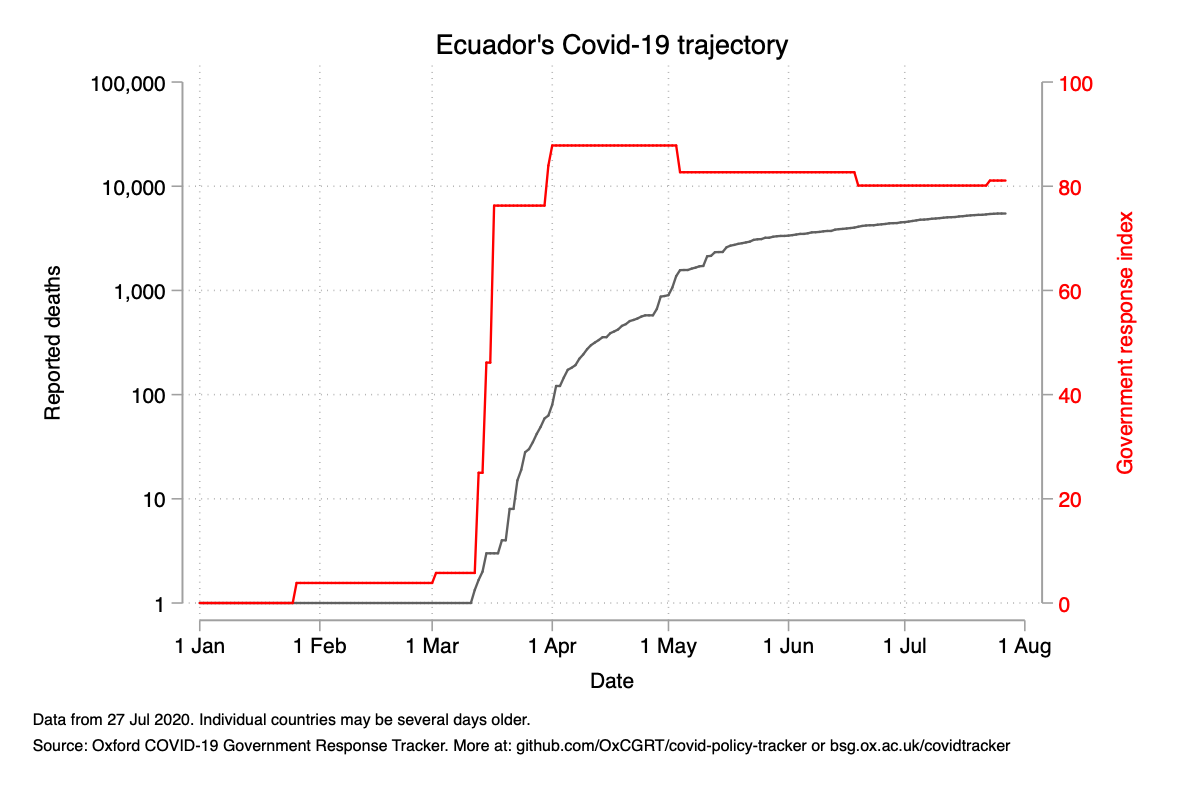 Ecuador's Covid-19 trajectory
100,000
10,000
1,000
100
10
1
Reported deaths
100
80
60
40
20
0
Government response index
1 Jan 1 Feb 1 Mar 1 Apr 1 May 1 Jun 1 Jul 1 Aug
Date
Data from 27 Jul 2020. Individual countries may be several days older.
Source: Oxford COVID-19 Government Response Tracker. More at: github.com/OxCGRT/covid-policy-tracker or bsg.ox.ac.uk/covidtracker